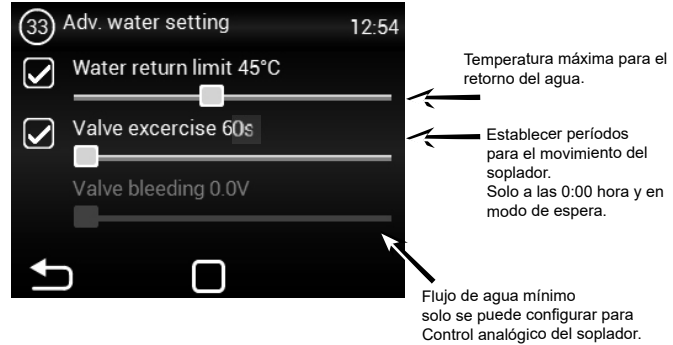 33 Adv. water setting 12:54
Water return limit 45°C
Valve excercise 60s
Valve bleeding 0.0V
Temperatura máxima para el
retorno del agua.
Establecer períodos
para el movimiento del
soplador.
Solo a las 0:00 hora y en
modo de espera.
Flujo de agua mínimo
solo se puede configurar para
Control analógico del soplador.